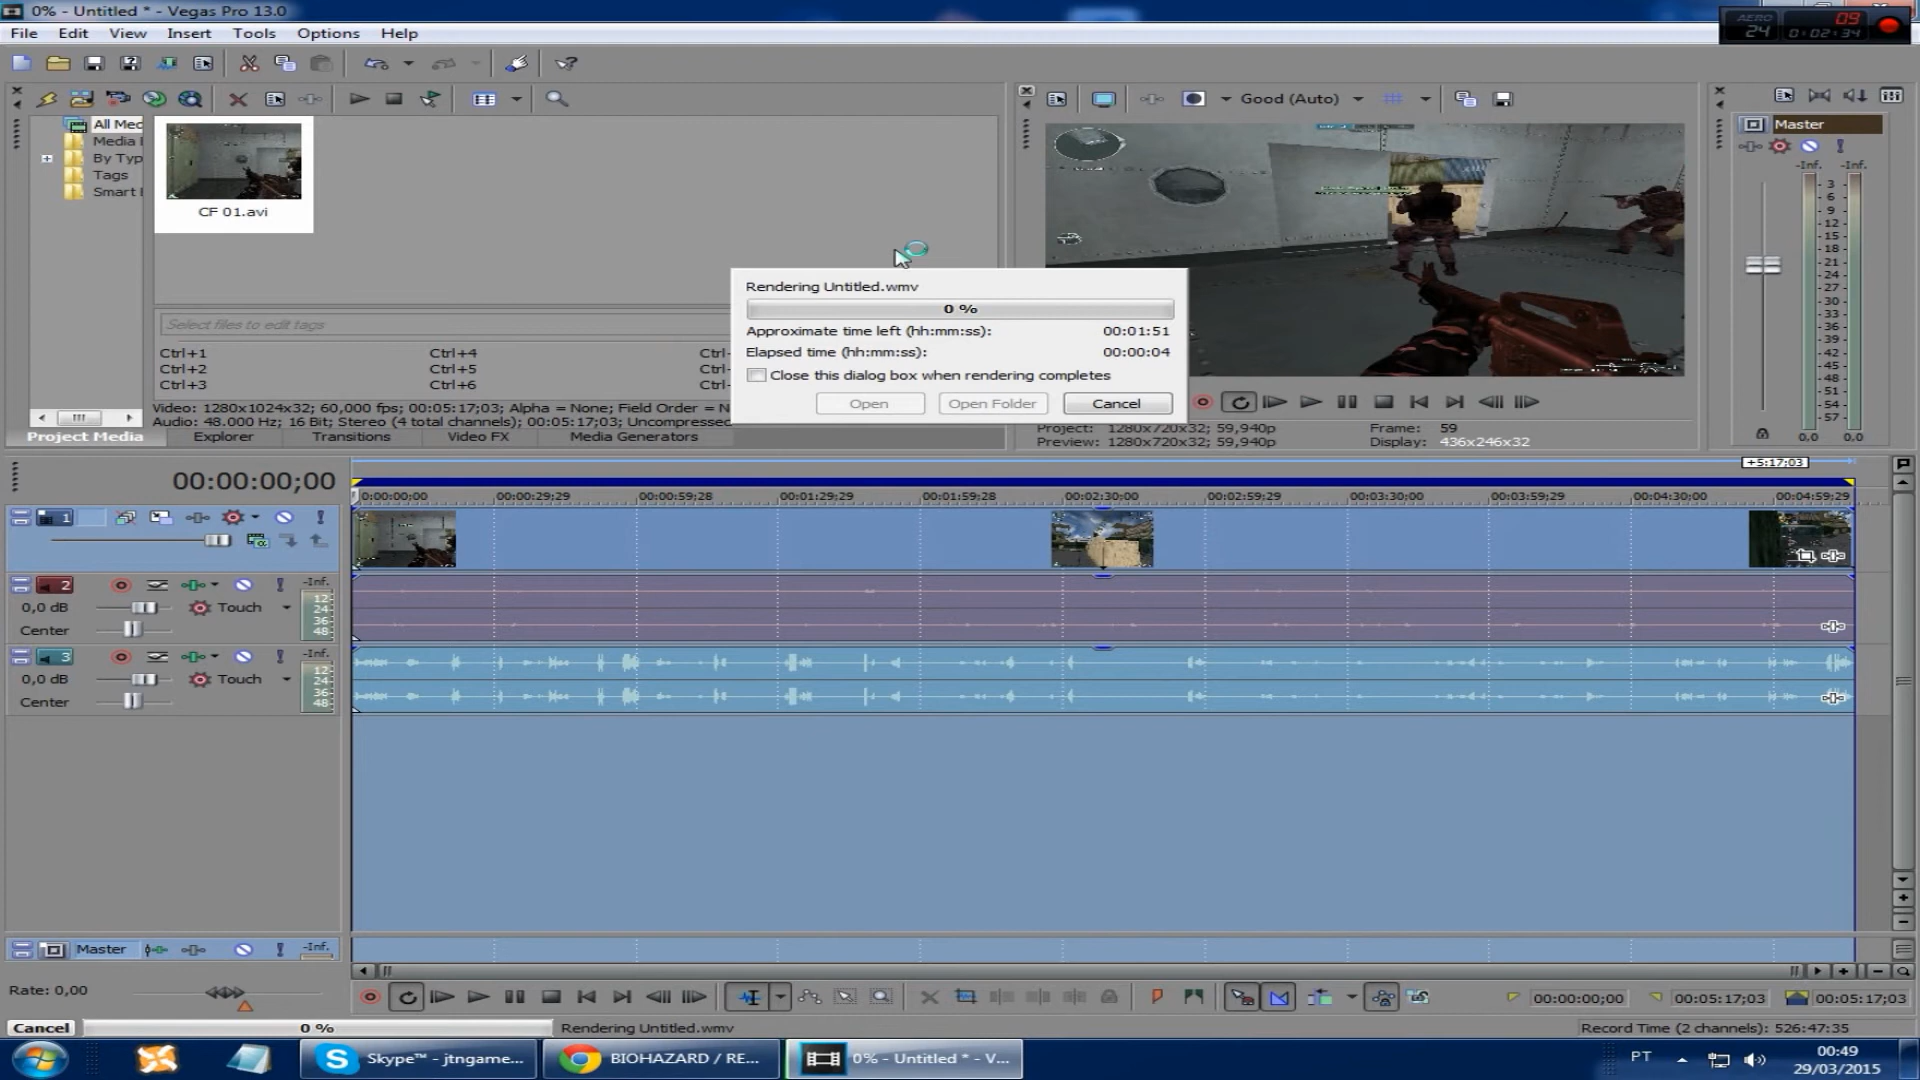 0% - Untitled * - Vegas Pro 13.0
AERO 24 09 0:02:34
File Edit View Insert Tools Options Help
Good (Auto)
All Med
Media
By Typ
Tags
Smart
CF 01.avi
Master
-Inf. -Inf.
3
6
9
12
15
18
21
24
27
30
33
36
39
42
45
48
51
54
57
0,0 0,0
Select files to edit tags
Ctrl+1 Ctrl+4 Ctrl-
Ctrl+2 Ctrl+5 Ctrl-
Ctrl+3 Ctrl+6 Ctrl-
Video: 1280x1024x32; 60,000 fps; 00:05:17;03; Alpha = None; Field Order = N
Audio: 48.000 Hz; 16 Bit; Stereo (4 total channels); 00:05:17;03; Uncompressed
Project Media Explorer Transitions Video FX Media Generators
Rendering Untitled.wmv
0 %
Approximate time left (hh:mm:ss): 00:01:51
Elapsed time (hh:mm:ss): 00:00:04
Close this dialog box when rendering completes
Open Open Folder Cancel
Project: 1280x720x32; 59,940p Frame: 59
Preview: 1280x720x32; 59,940p Display: 436x246x32
+5:17;03
00:00:00;00
0:00:00;00 00:00:29;29 00:00:59;28 00:01:29;29 00:01:59;28 00:02:30;00 00:02:59;29 00:03:30;00 00:03:59;29 00:04:30;00 00:04:59;29
1
2 -Inf.
0,0 dB Touch
Center
12
24
36
48
3 -Inf.
0,0 dB Touch
Center
12
24
36
48
Master -Inf.
Rate: 0,00
00:00:00;00 00:05:17;03 00:05:17;03
Cancel 0 % Rendering Untitled.wmv Record Time (2 channels): 526:47:35
Skype™ - jtngame... BIOHAZARD / RE... 0% - Untitled * - V... PT 00:49
29/03/2015